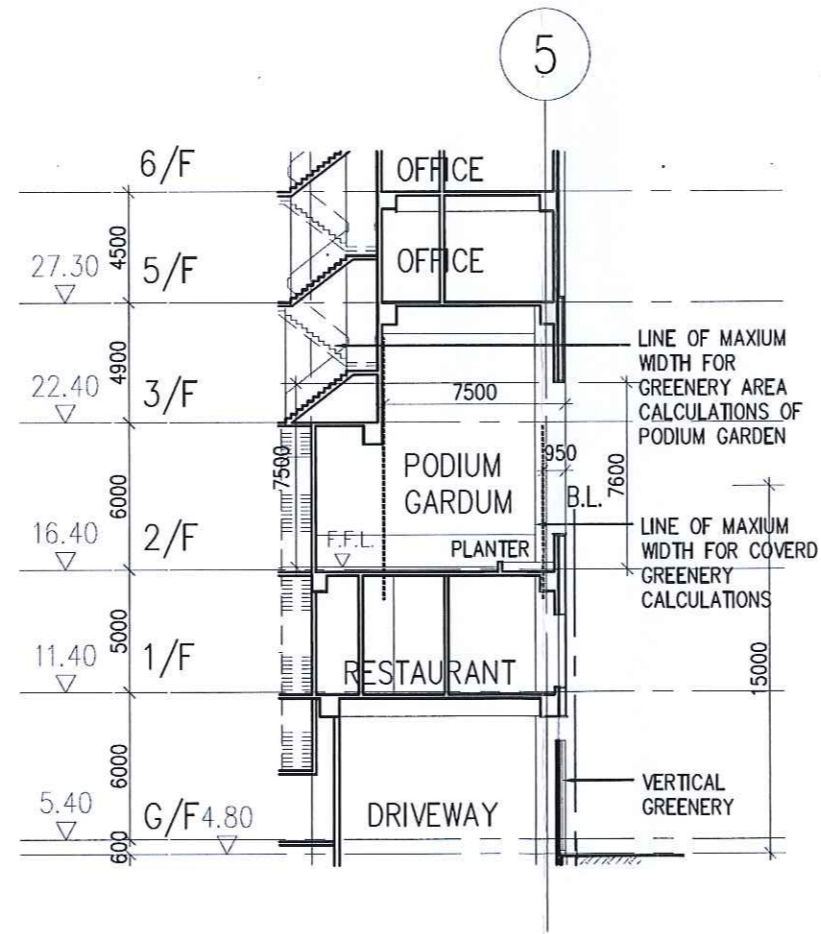 5
6/F
OFFICE
4500
27.30
5/F
OFFICE
4900
LINE OF MAXIUM
WIDTH FOR
GREENERY AREA
CALCULATIONS OF
PODIUM GARDEN
22.40
3/F
7500
7500
950
7600
PODIUM
GARDUM
B.L.
6000
16.40
2/F
F.F.L.
PLANTER
LINE OF MAXIUM
WIDTH FOR COVERD
GREENERY
CALCULATIONS
5000
11.40
1/F
RESTAURANT
15000
6000
VERTICAL
GREENERY
5.40
G/F
4.80
DRIVEWAY
600